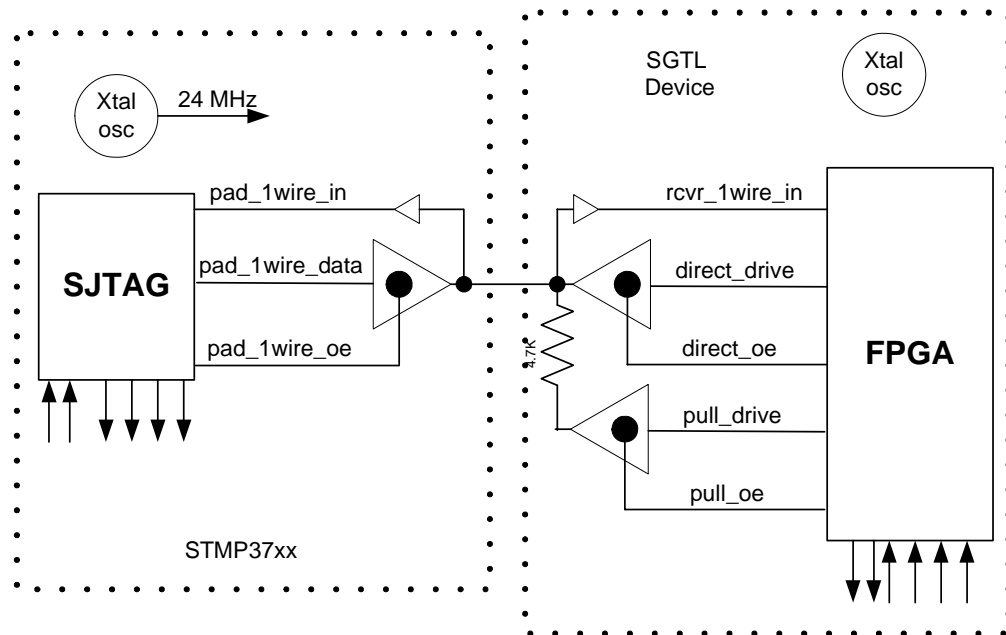 SGTL
Device
Xtal
osc
Xtal
osc
24 MHz
pad_1wire_in
rcvr_1wire_in
SJTAG
pad_1wire_data
direct_drive
pad_1wire_oe
direct_oe
FPGA
4.7K
pull_drive
pull_oe
STMP37xx